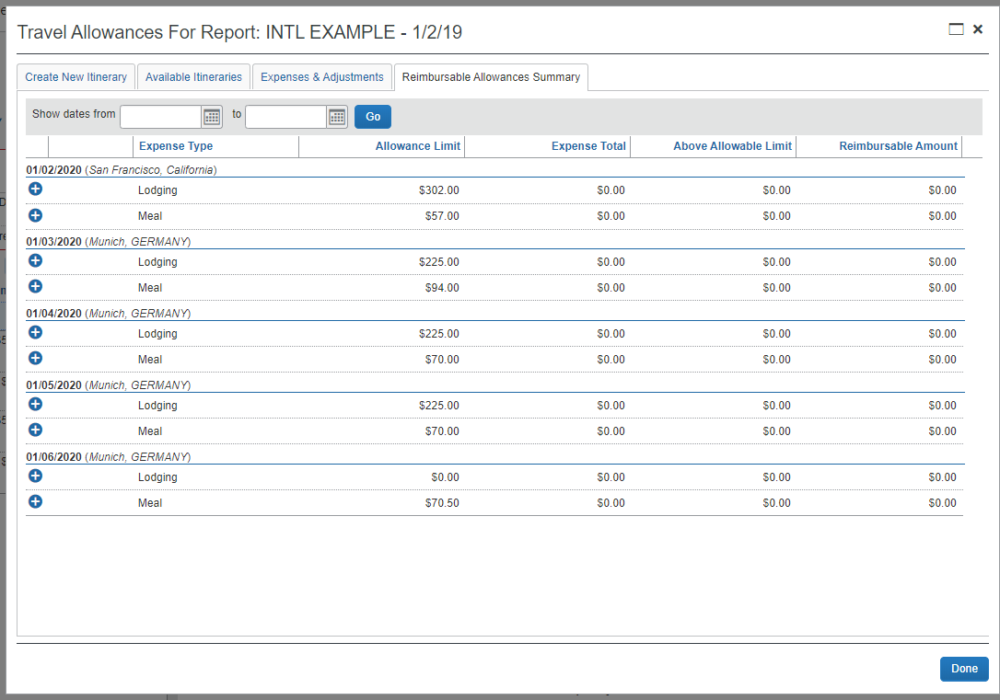 Travel Allowances For Report: INTL EXAMPLE - 1/2/19
Create New Itinerary Available Itineraries Expenses & Adjustments Reimbursable Allowances Summary
Show dates from to Go
Expense Type Allowance Limit Expense Total Above Allowable Limit Reimbursable Amount
01/02/2020 (San Francisco, California)
Lodging $302.00 $0.00 $0.00 $0.00
Meal $57.00 $0.00 $0.00 $0.00
01/03/2020 (Munich, GERMANY)
Lodging $225.00 $0.00 $0.00 $0.00
Meal $94.00 $0.00 $0.00 $0.00
01/04/2020 (Munich, GERMANY)
Lodging $225.00 $0.00 $0.00 $0.00
Meal $70.00 $0.00 $0.00 $0.00
01/05/2020 (Munich, GERMANY)
Lodging $225.00 $0.00 $0.00 $0.00
Meal $70.00 $0.00 $0.00 $0.00
01/06/2020 (Munich, GERMANY)
Lodging $0.00 $0.00 $0.00 $0.00
Meal $70.50 $0.00 $0.00 $0.00
Done